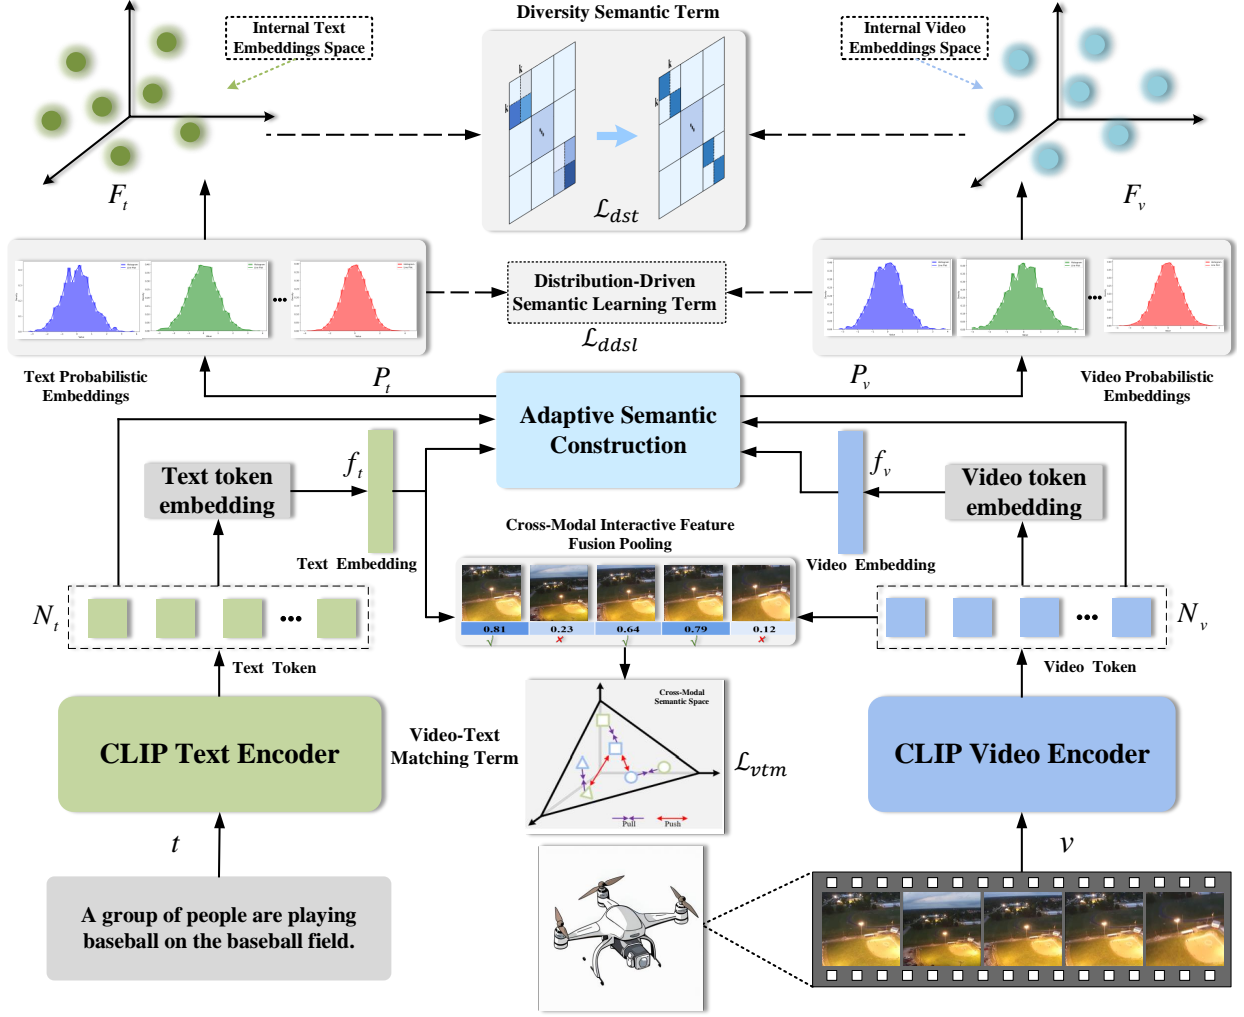 Diversity Semantic Term
Internal Text
Embeddings Space
Internal Video
Embeddings Space
F_t
ℒ_dst
F_v
Distribution-Driven
Semantic Learning Term
ℒ_ddsl
Text Probabilistic
Embeddings
P_t
P_v
Video Probabilistic
Embeddings
Adaptive Semantic
Construction
Text token
embedding
f_t
f_v
Video token
embedding
Cross-Modal Interactive Feature
Fusion Pooling
Text Embedding
Video Embedding
0.81 0.23 0.64 0.79 0.12
√ × √ √ ×
N_t
N_v
Text Token
Video Token
CLIP Text Encoder
Video-Text
Matching Term
Cross-Modal
Semantic Space
Pull Push
ℒ_vtm
CLIP Video Encoder
t
v
A group of people are playing
baseball on the baseball field.